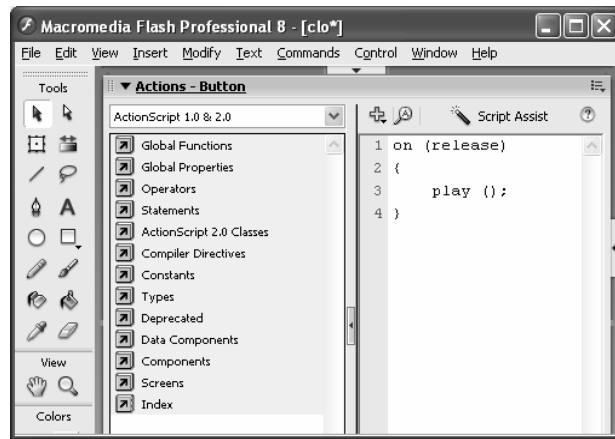 Macromedia Flash Professional 8 - [clo*]
File Edit View Insert Modify Text Commands Control Window Help
Tools
Actions - Button
ActionScript 1.0 & 2.0
Script Assist
Global Functions
Global Properties
Operators
Statements
ActionScript 2.0 Classes
Compiler Directives
Constants
Types
Deprecated
Data Components
Components
Screens
Index
1 on (release)
2 {
3 play ();
4 }
View
Colors